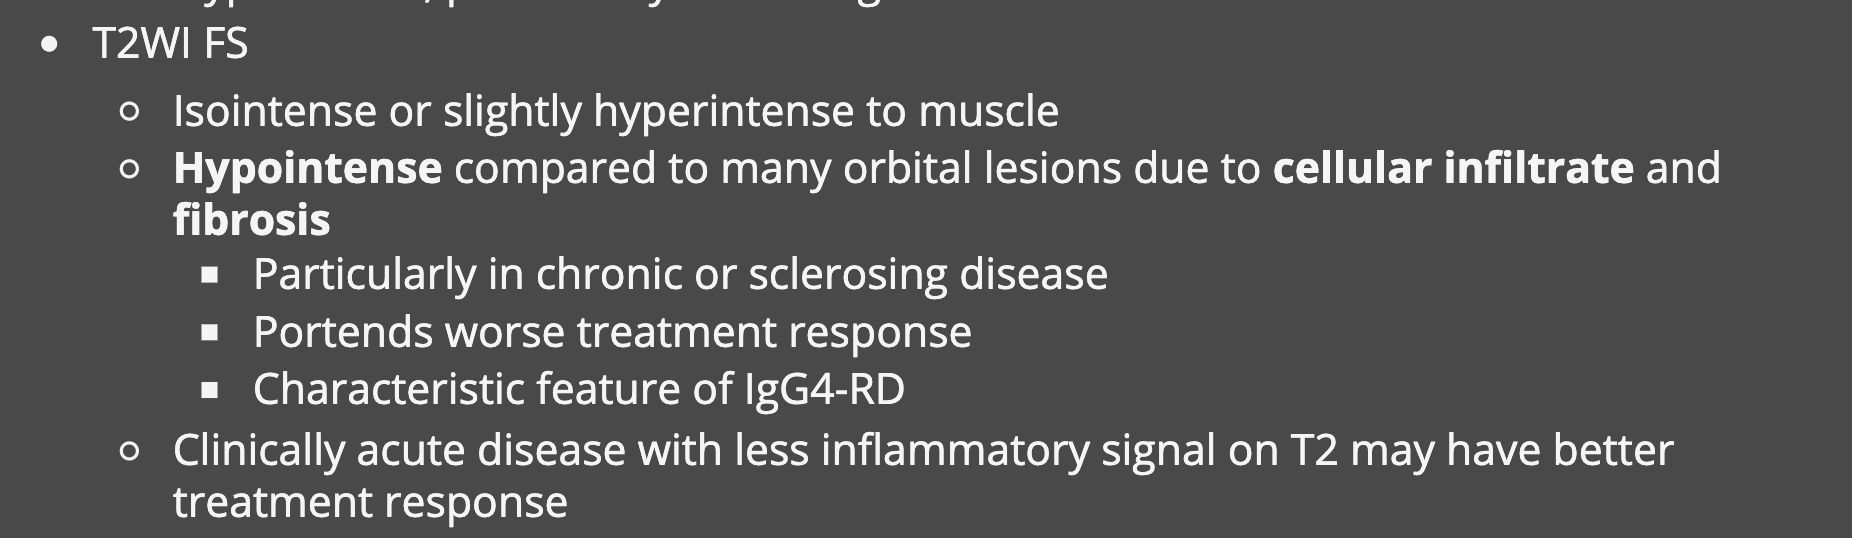 T2WI FS
Isointense or slightly hyperintense to muscle
Hypointense compared to many orbital lesions due to cellular infiltrate and
fibrosis
Particularly in chronic or sclerosing disease
Portends worse treatment response
Characteristic feature of IgG4-RD
Clinically acute disease with less inflammatory signal on T2 may have better
treatment response